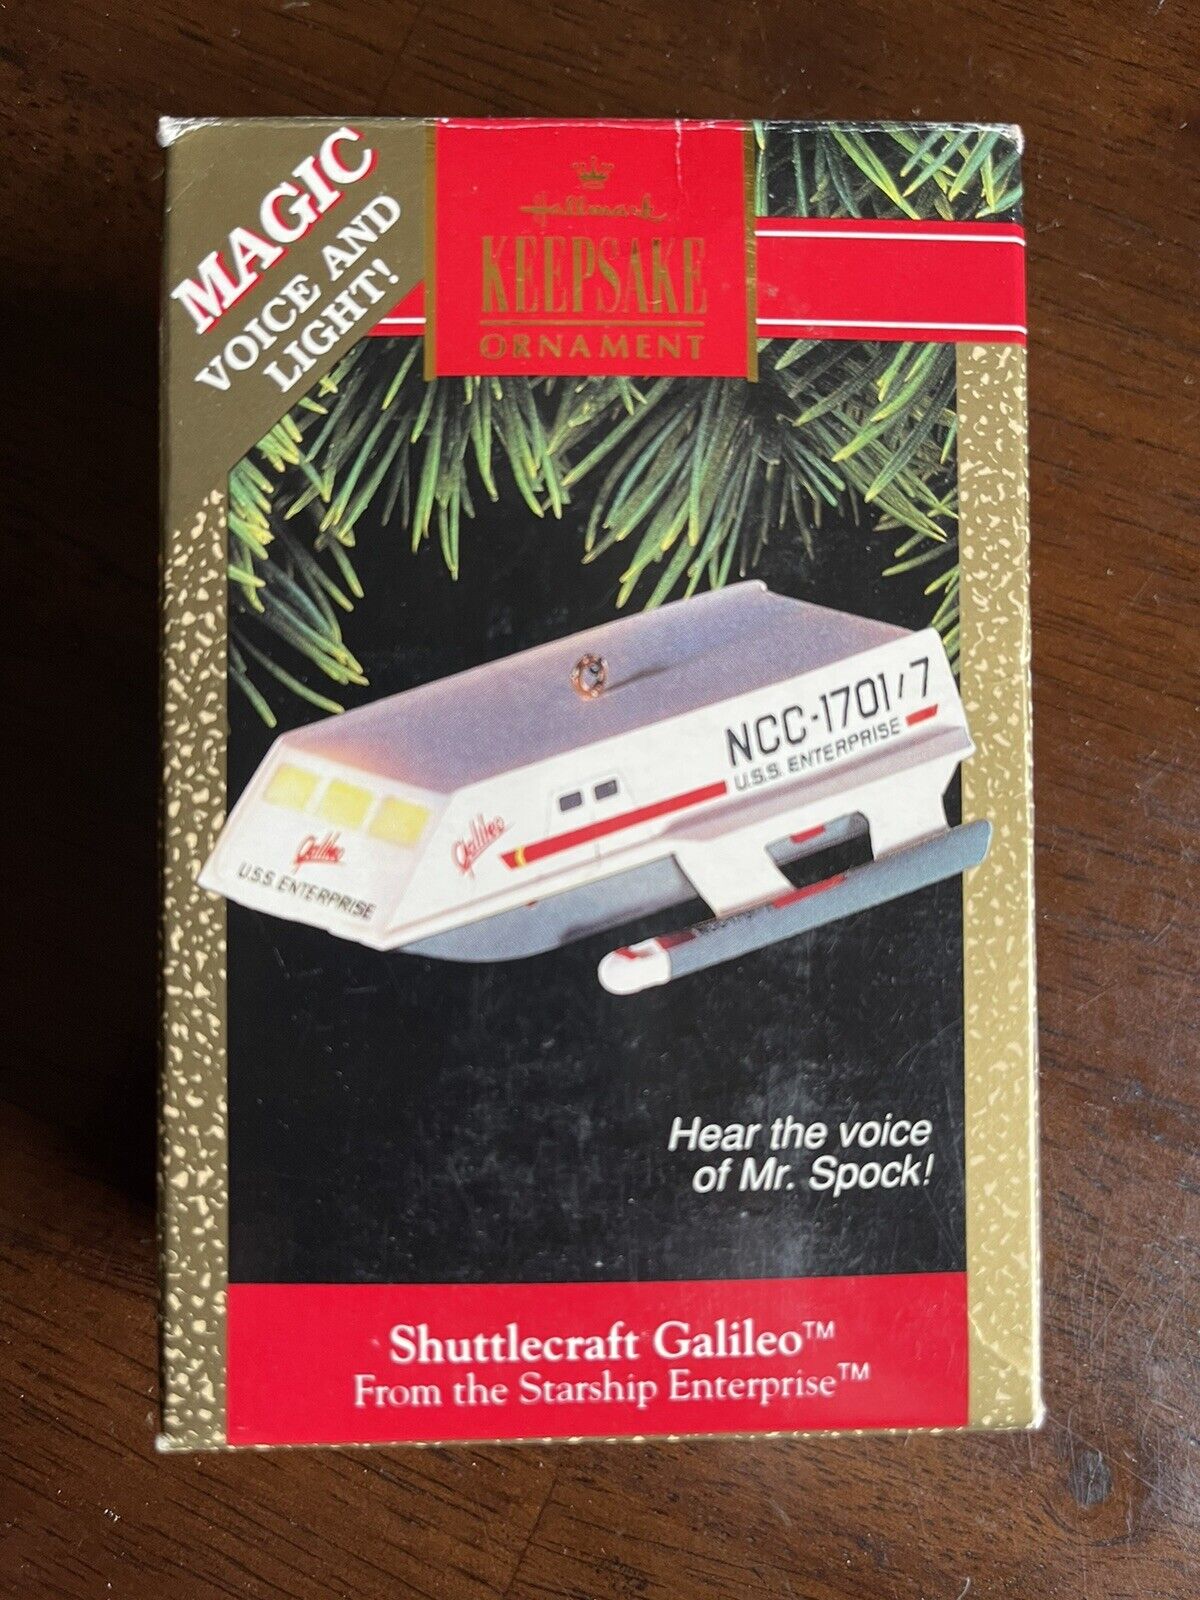 MAGIC
VOICE AND
LIGHT!
Hallmark
KEEPSAKE
ORNAMENT
NCC-1701/7
U.S.S. ENTERPRISE
Galileo
Galileo
U.S.S. ENTERPRISE
Hear the voice
of Mr. Spock!
Shuttlecraft Galileo™
From the Starship Enterprise™